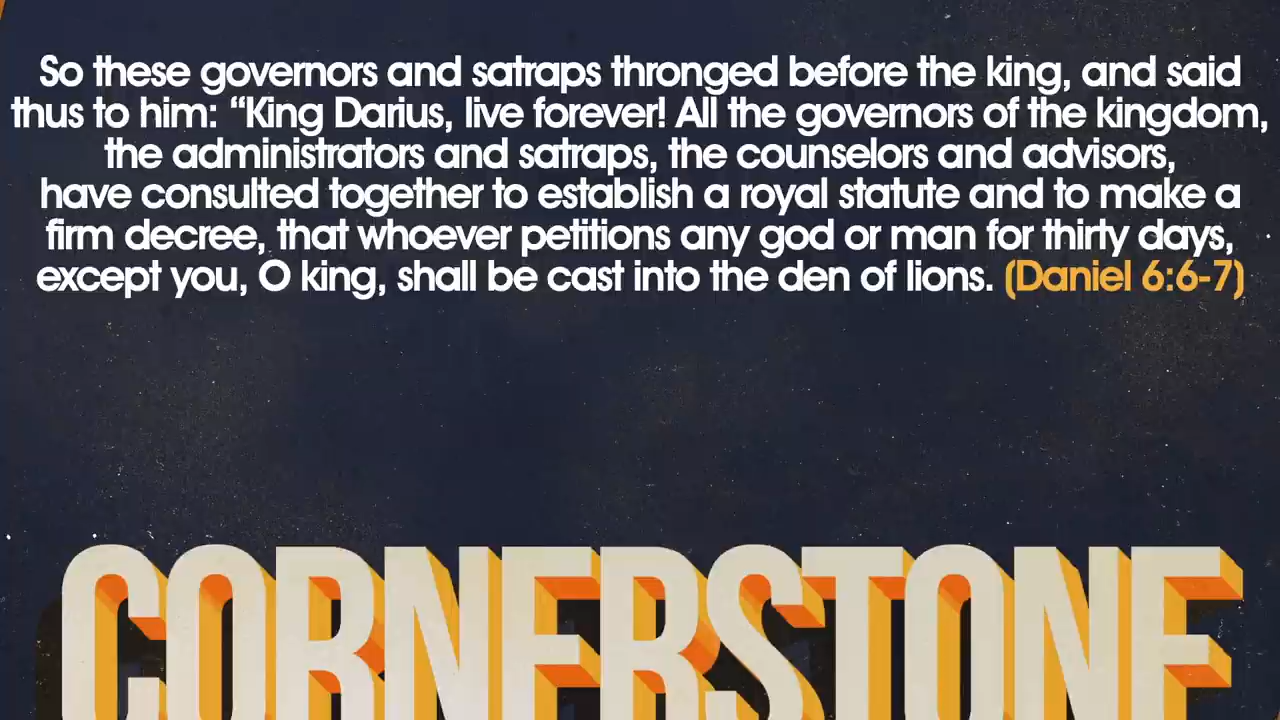 So these governors and satraps thronged before the king, and said
thus to him: “King Darius, live forever! All the governors of the kingdom,
the administrators and satraps, the counselors and advisors,
have consulted together to establish a royal statute and to make a
firm decree, that whoever petitions any god or man for thirty days,
except you, O king, shall be cast into the den of lions. (Daniel 6:6-7)
CORNERSTONE